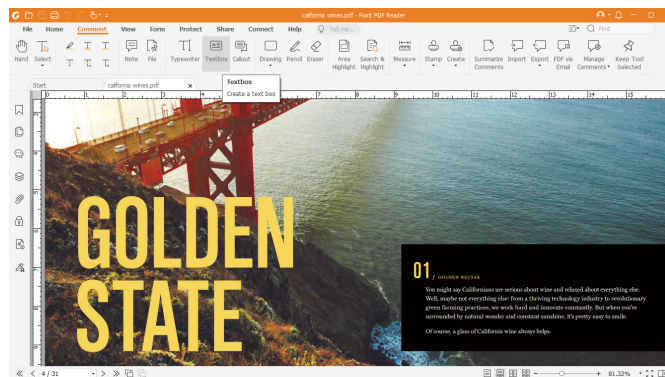 california wines.pdf - Foxit PDF Reader
File Home Comment View Form Protect Share Connect Help Tell me... Find
Hand Select Note File Typewriter Textbox Callout Drawing Pencil Eraser Area Highlight Search & Highlight Measure Stamp Create Summarize Comments Import Export FDF via Email Manage Comments Keep Tool Selected
Start california wines.pdf x
Textbox
Create a text box
GOLDEN
STATE
01 / GOLDEN NECTAR
You might say Californians are serious about wine and relaxed about everything else.
Well, maybe not everything else: from a thriving technology industry to revolutionary
green farming practices, we work hard and innovate constantly. But when you're
surrounded by natural wonder and constant sunshine, it's pretty easy to smile.
Of course, a glass of California wine always helps.
4 / 31 81.32%